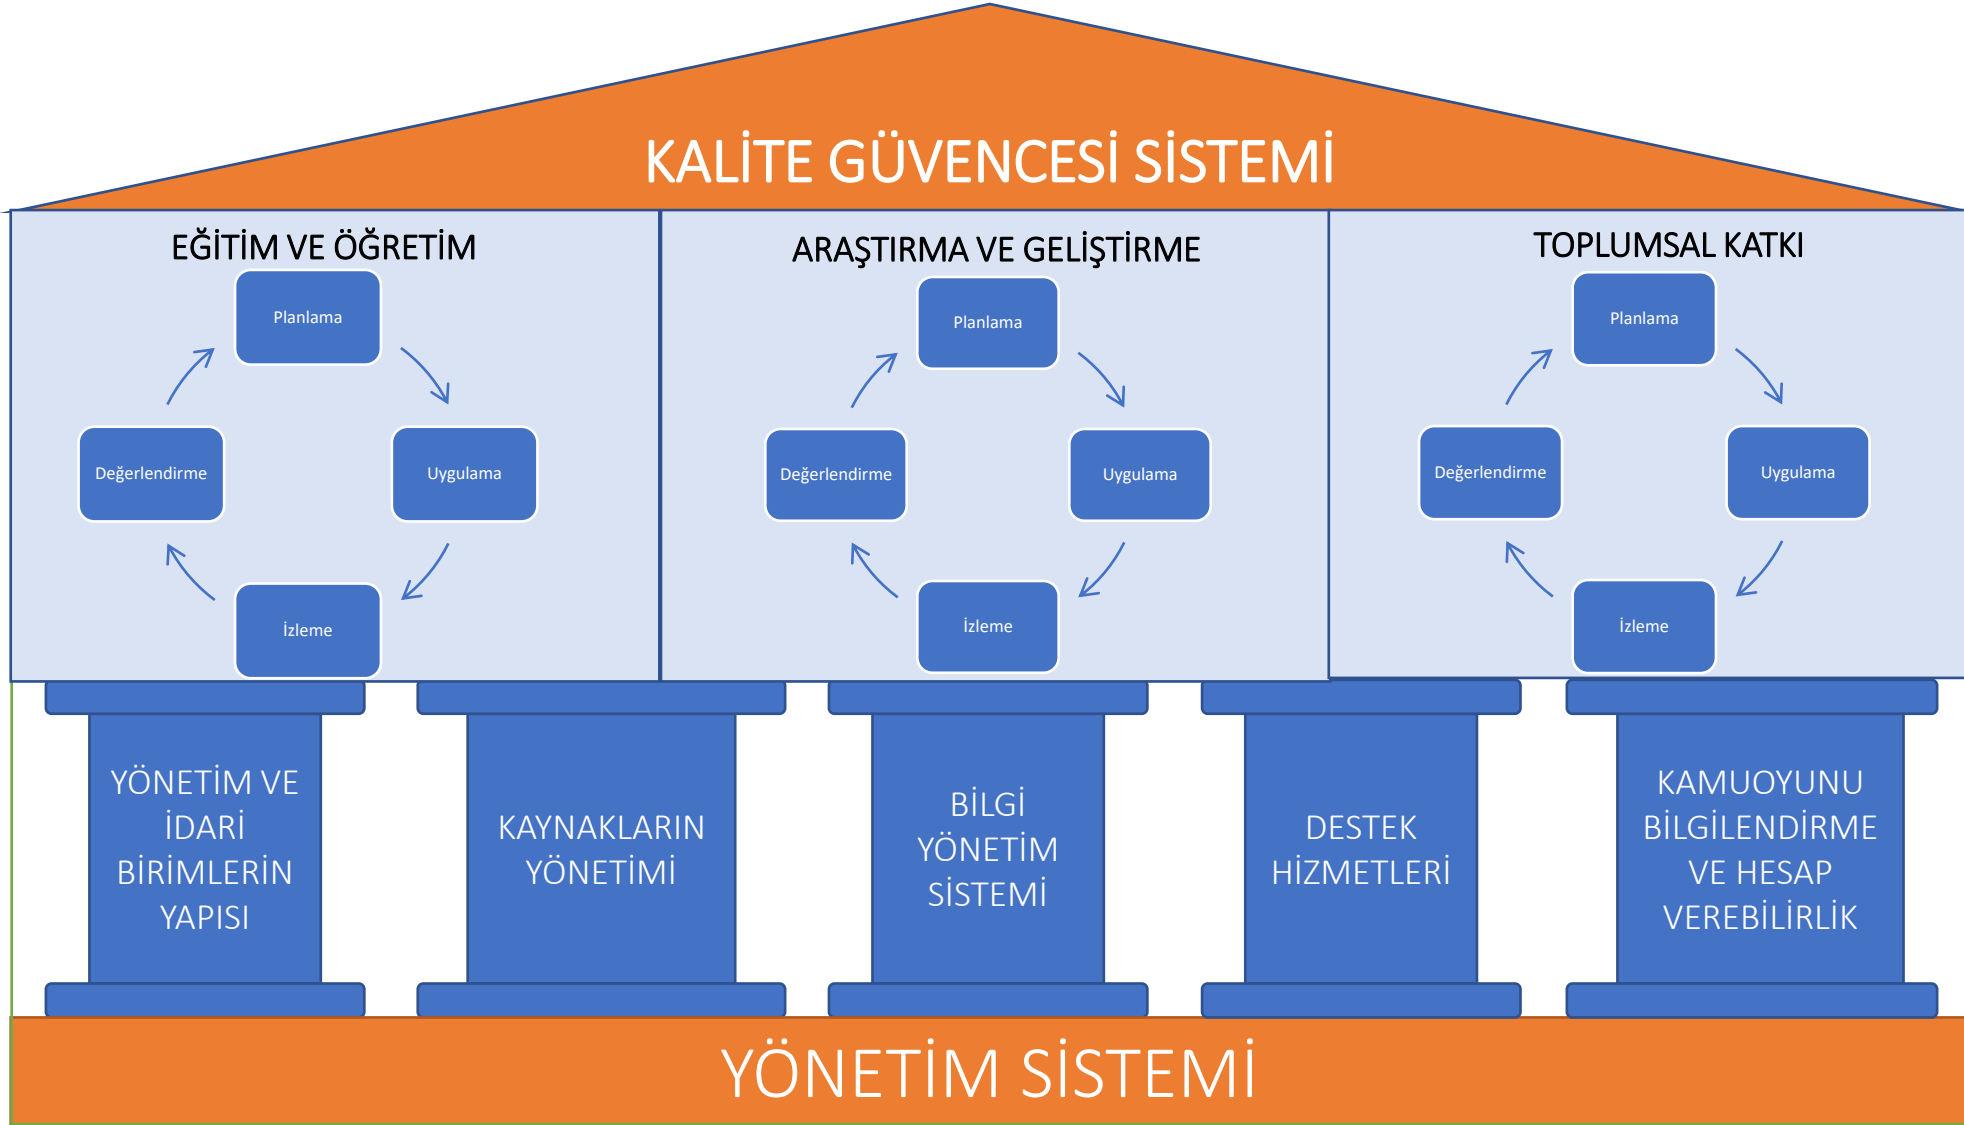 KALİTE GÜVENCESİ SİSTEMİ
EĞİTİM VE ÖĞRETİM
Planlama
Uygulama
İzleme
Değerlendirme
ARAŞTIRMA VE GELİŞTİRME
Planlama
Uygulama
İzleme
Değerlendirme
TOPLUMSAL KATKI
Planlama
Uygulama
İzleme
Değerlendirme
YÖNETİM VE
İDARİ
BİRİMLERİN
YAPISI
KAYNAKLARIN
YÖNETİMİ
BİLGİ
YÖNETİM
SİSTEMİ
DESTEK
HİZMETLERİ
KAMUOYUNU
BİLGİLENDİRME
VE HESAP
VEREBİLİRLİK
YÖNETİM SİSTEMİ